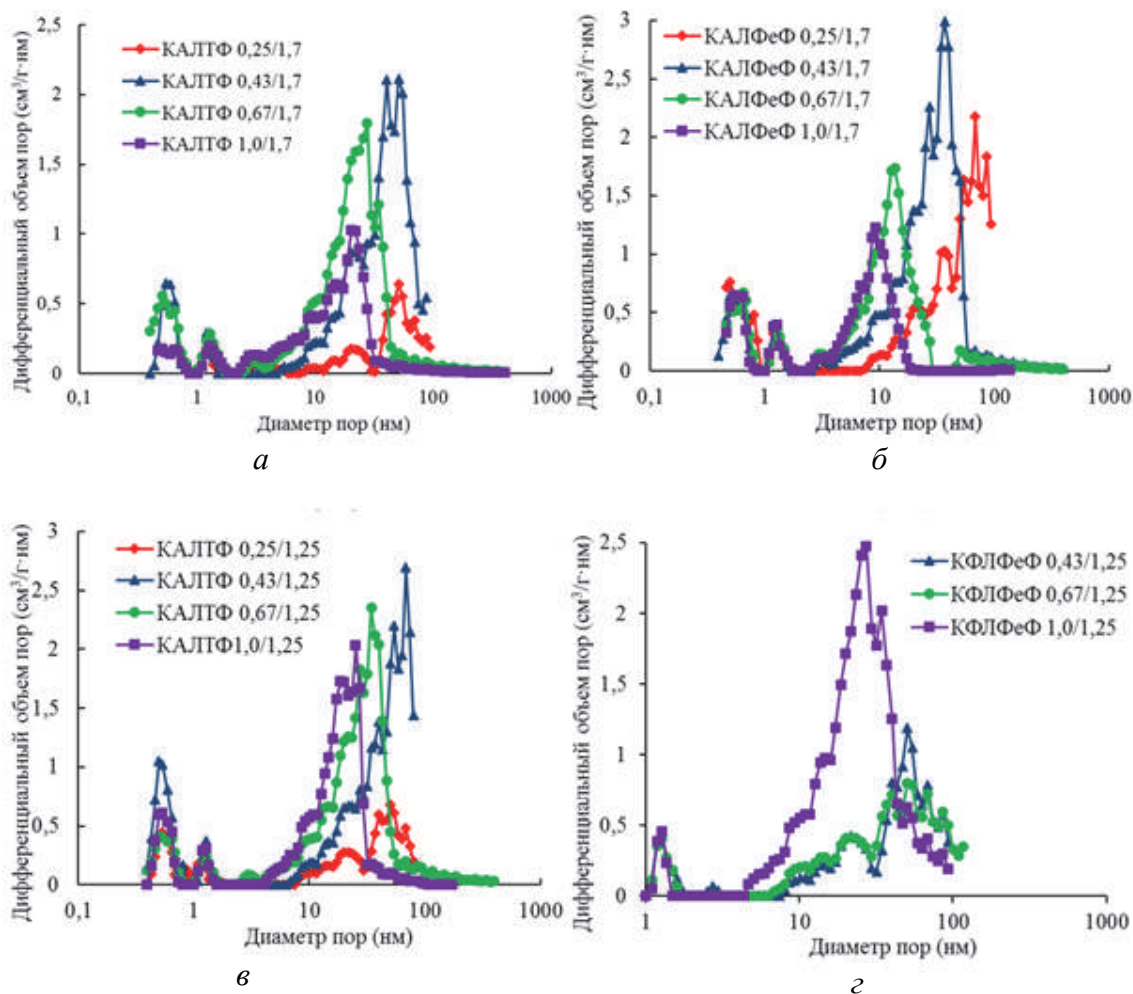 Дифференциальный объем пор (см³/г·нм)
2,5
2
1,5
1
0,5
0
КАЛТФ 0,25/1,7
КАЛТФ 0,43/1,7
КАЛТФ 0,67/1,7
КАЛТФ 1,0/1,7
0,1 1 10 100 1000
Диаметр пор (нм)
а
Дифференциальный объем пор (см³/г·нм)
3
2,5
2
1,5
1
0,5
0
КАЛФеФ 0,25/1,7
КАЛФеФ 0,43/1,7
КАЛФеФ 0,67/1,7
КАЛФеФ 1,0/1,7
0,1 1 10 100 1000
Диаметр пор (нм)
б
Дифференциальный объем пор (см³/г·нм)
3
2,5
2
1,5
1
0,5
0
КАЛТФ 0,25/1,25
КАЛТФ 0,43/1,25
КАЛТФ 0,67/1,25
КАЛТФ1,0/1,25
0,1 1 10 100 1000
Диаметр пор (нм)
в
Дифференциальный объем пор (см³/г·нм)
2,5
2
1,5
1
0,5
0
КФЛФеФ 0,43/1,25
КФЛФеФ 0,67/1,25
КФЛФеФ 1,0/1,25
1 10 100 1000
Диаметр пор (нм)
г